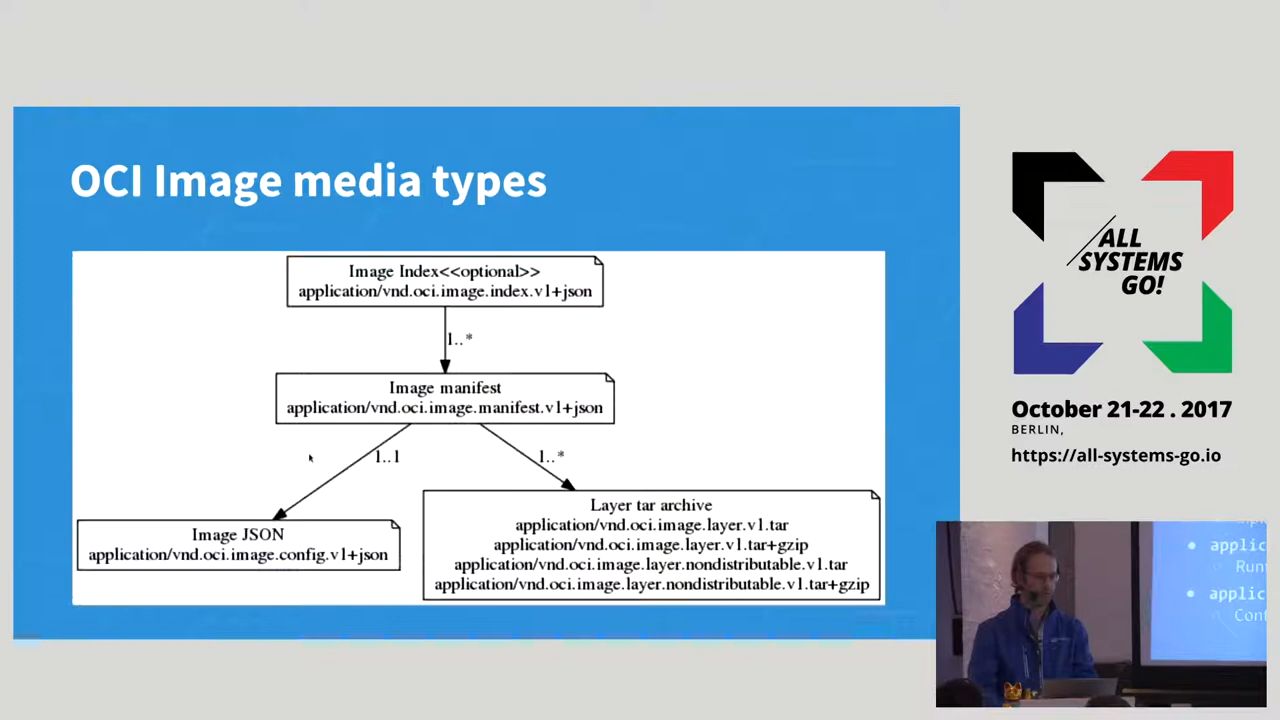 OCI Image media types
Image Index<<optional>>
application/vnd.oci.image.index.v1+json
1..*
Image manifest
application/vnd.oci.image.manifest.v1+json
1..1
1..*
Image JSON
application/vnd.oci.image.config.v1+json
Layer tar archive
application/vnd.oci.image.layer.v1.tar
application/vnd.oci.image.layer.v1.tar+gzip
application/vnd.oci.image.layer.nondistributable.v1.tar
application/vnd.oci.image.layer.nondistributable.v1.tar+gzip
ALL
SYSTEMS
GO!
October 21-22 . 2017
BERLIN,
https://all-systems-go.io
applic
Run
applic
Conf